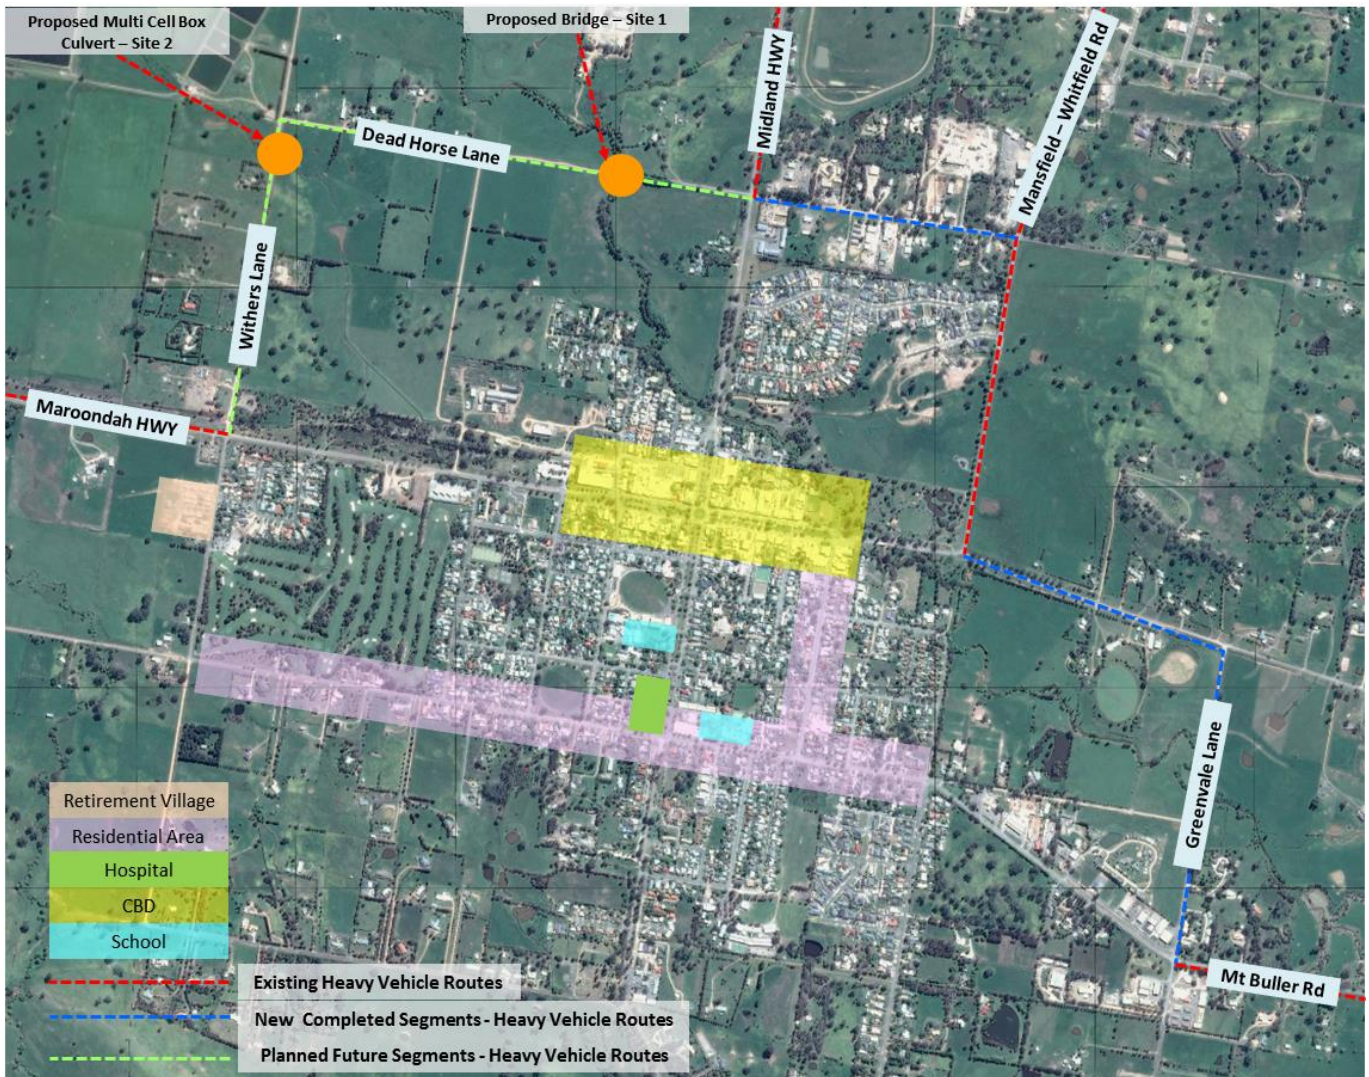 Proposed Multi Cell Box
Culvert – Site 2
Proposed Bridge – Site 1
Midland HWY
Mansfield – Whitfield Rd
Dead Horse Lane
Withers Lane
Maroondah HWY
Greenvale Lane
Mt Buller Rd
Retirement Village
Residential Area
Hospital
CBD
School
Existing Heavy Vehicle Routes
New Completed Segments - Heavy Vehicle Routes
Planned Future Segments - Heavy Vehicle Routes